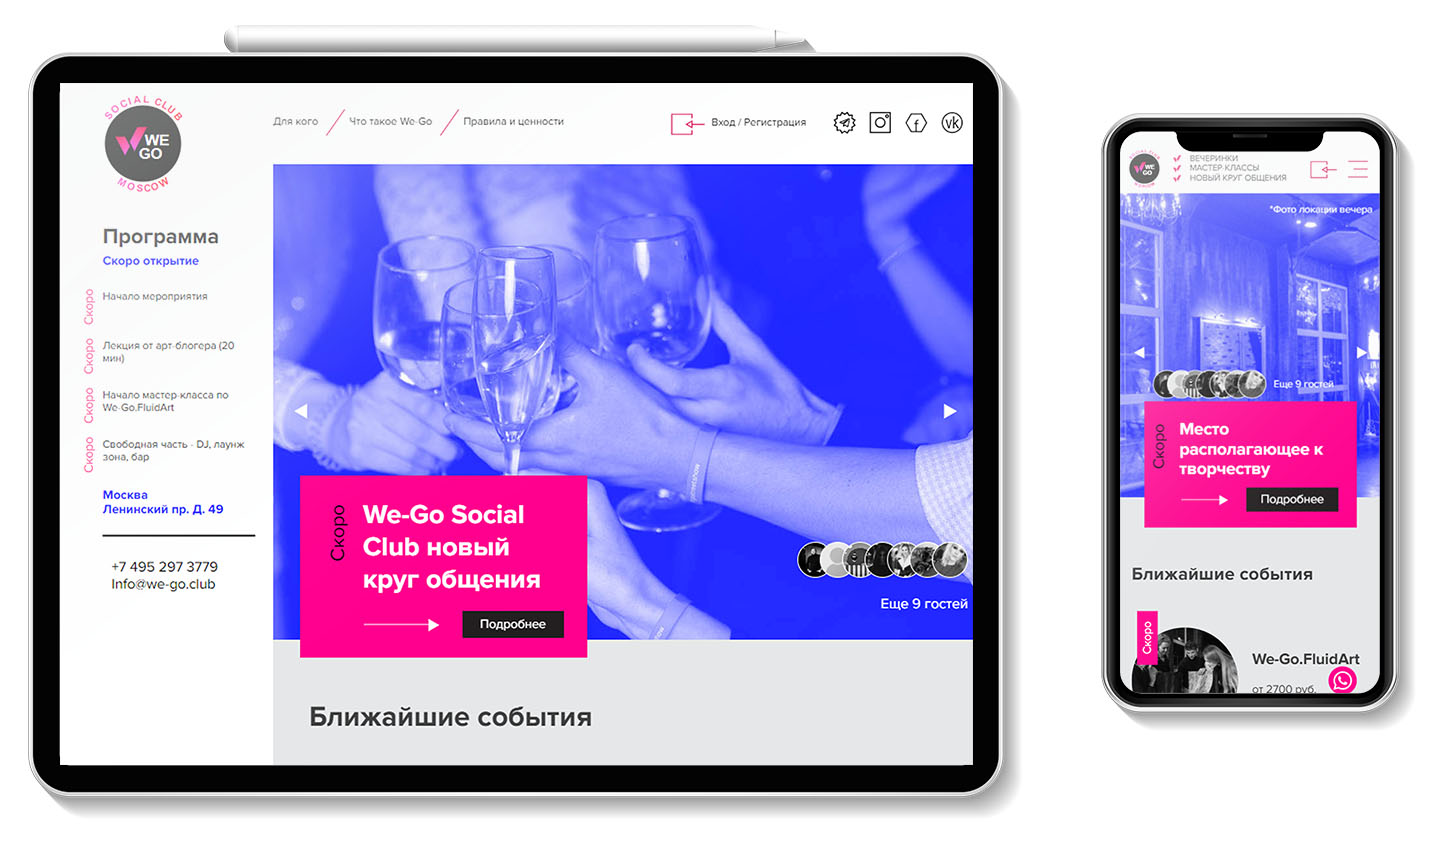 SOCIAL CLUB
WE
GO
MOSCOW
Для кого
Что такое We-Go
Правила и ценности
Вход / Регистрация
Программа
Скоро открытие
Скоро
Начало мероприятия
Скоро
Лекция от арт-блогера (20
мин)
Скоро
Начало мастер-класса по
We-Go.FluidArt
Скоро
Свободная часть - DJ, лаунж
зона, бар
Москва
Ленинский пр. Д. 49
+7 495 297 3779
Info@we-go.club
Скоро
We-Go Social
Club новый
круг общения
Подробнее
Еще 9 гостей
Ближайшие события
SOCIAL CLUB
WE
GO
MOSCOW
ВЕЧЕРИНКИ
МАСТЕР-КЛАССЫ
НОВЫЙ КРУГ ОБЩЕНИЯ
*Фото локации вечера
Еще 9 гостей
Скоро
Место
располагающее к
творчеству
Подробнее
Ближайшие события
Скоро
We-Go.FluidArt
от 2700 руб.